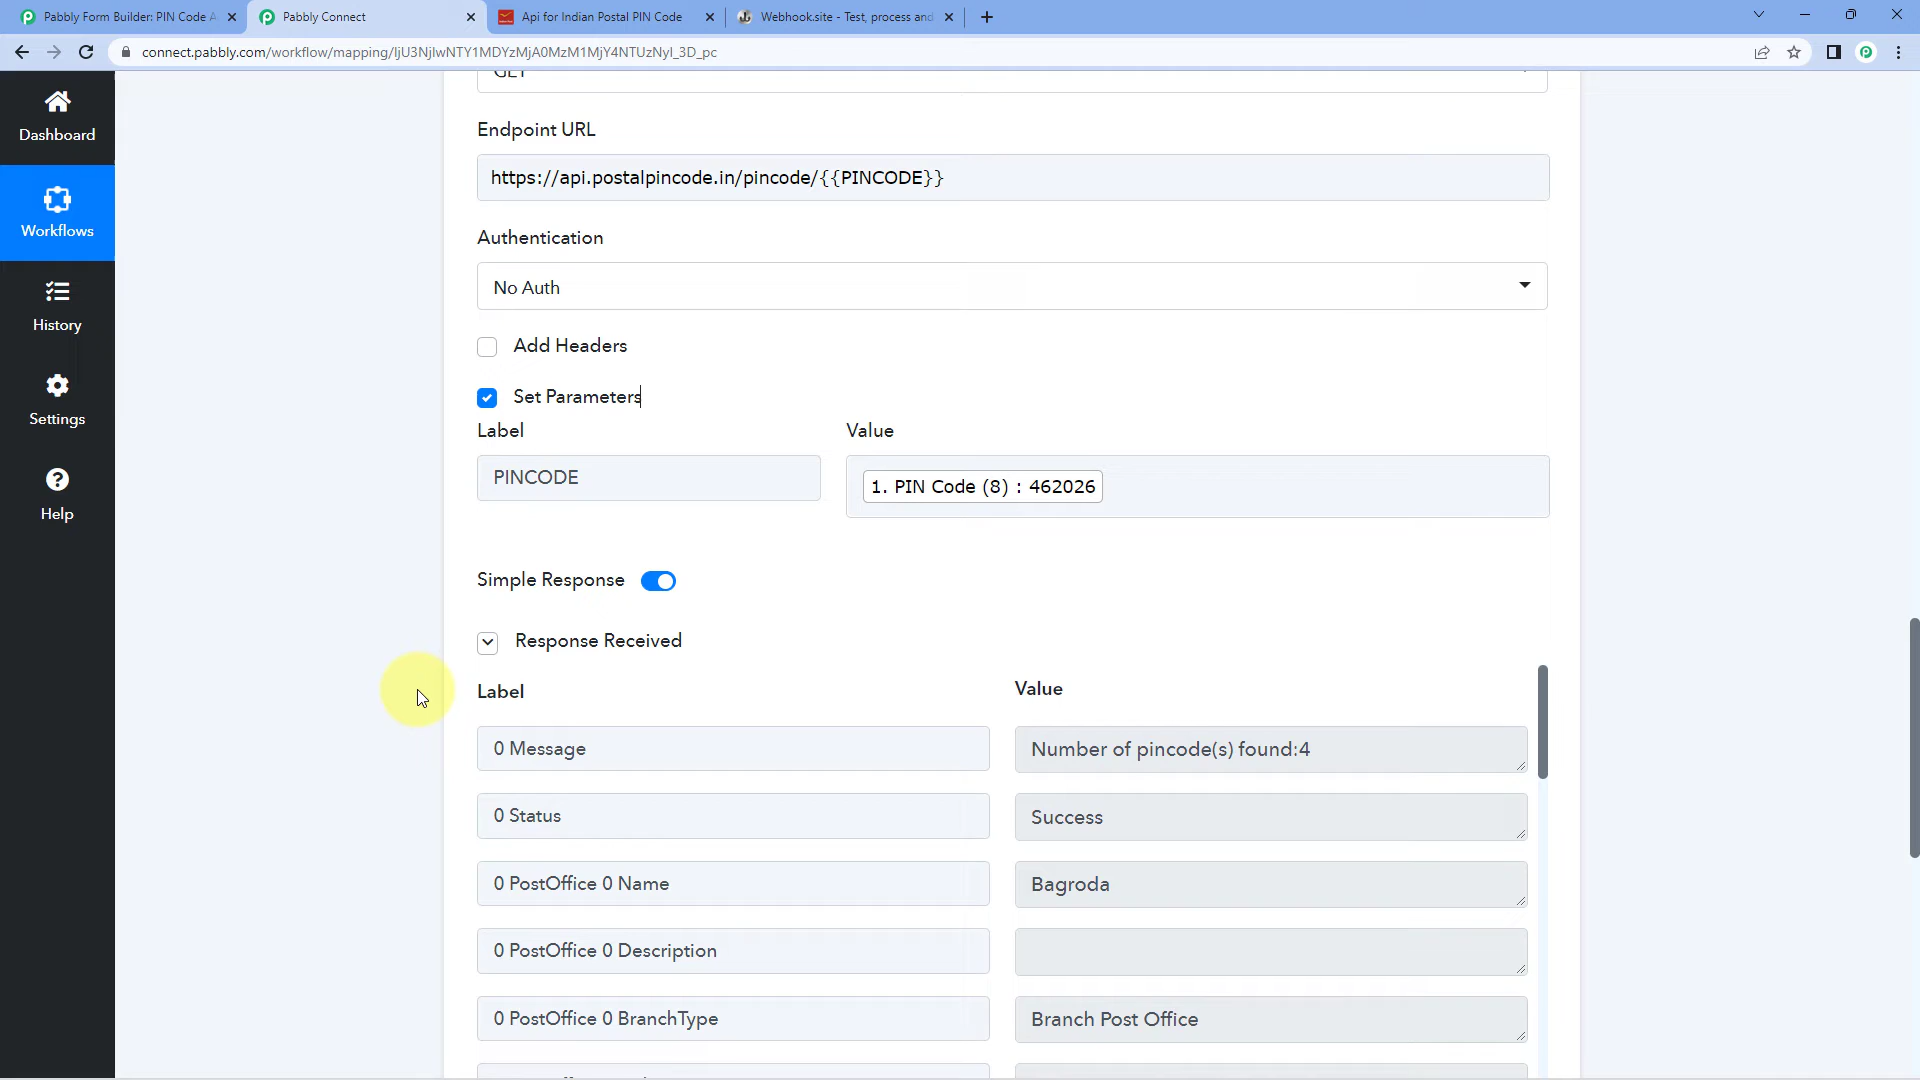 Pabbly Form Builder: PIN Code A
Pabbly Connect
Api for Indian Postal PIN Code
Webhook.site - Test, process and
connect.pabbly.com/workflow/mapping/IjU3NjIwNTY1MDYzMjA0MzM1MjY4NTUzNyI_3D_pc
Dashboard
Workflows
History
Settings
Help
GET
Endpoint URL
https://api.postalpincode.in/pincode/{{PINCODE}}
Authentication
No Auth
Add Headers
Set Parameters
Label
Value
PINCODE
1. PIN Code (8) : 462026
Simple Response
Response Received
Label
Value
0 Message
Number of pincode(s) found:4
0 Status
Success
0 PostOffice 0 Name
Bagroda
0 PostOffice 0 Description
0 PostOffice 0 BranchType
Branch Post Office